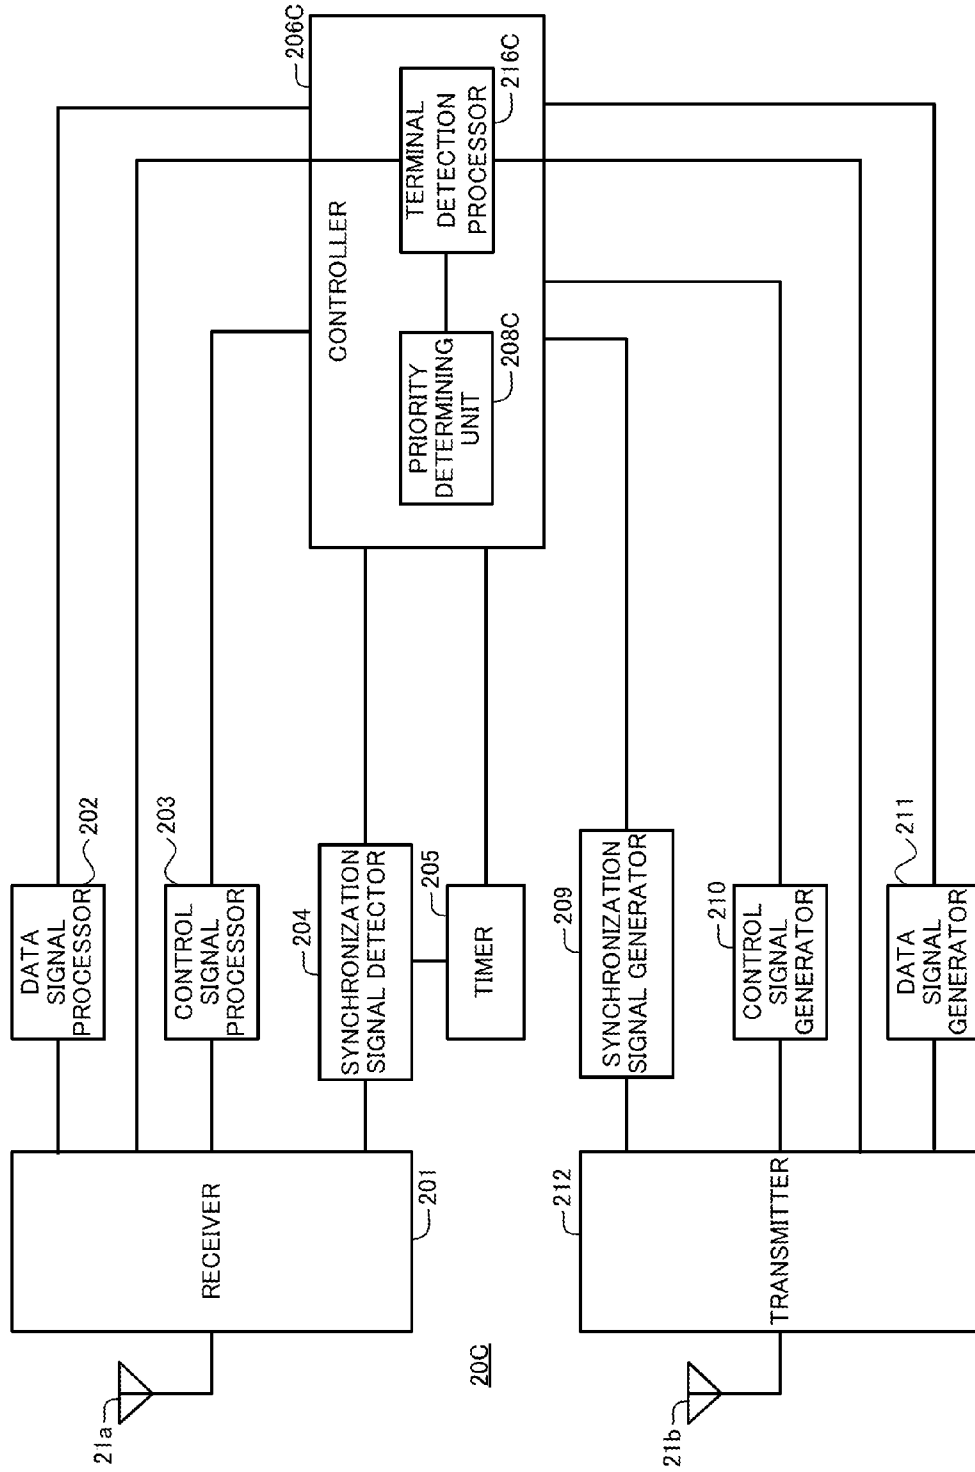 21a
RECEIVER
201
DATA
SIGNAL
PROCESSOR
202
CONTROL
SIGNAL
PROCESSOR
203
SYNCHRONIZATION
SIGNAL DETECTOR
204
TIMER
205
CONTROLLER
206C
PRIORITY
DETERMINING
UNIT
208C
TERMINAL
DETECTION
PROCESSOR
216C
20C
21b
TRANSMITTER
212
SYNCHRONIZATION
SIGNAL GENERATOR
209
CONTROL
SIGNAL
GENERATOR
210
DATA
SIGNAL
GENERATOR
211